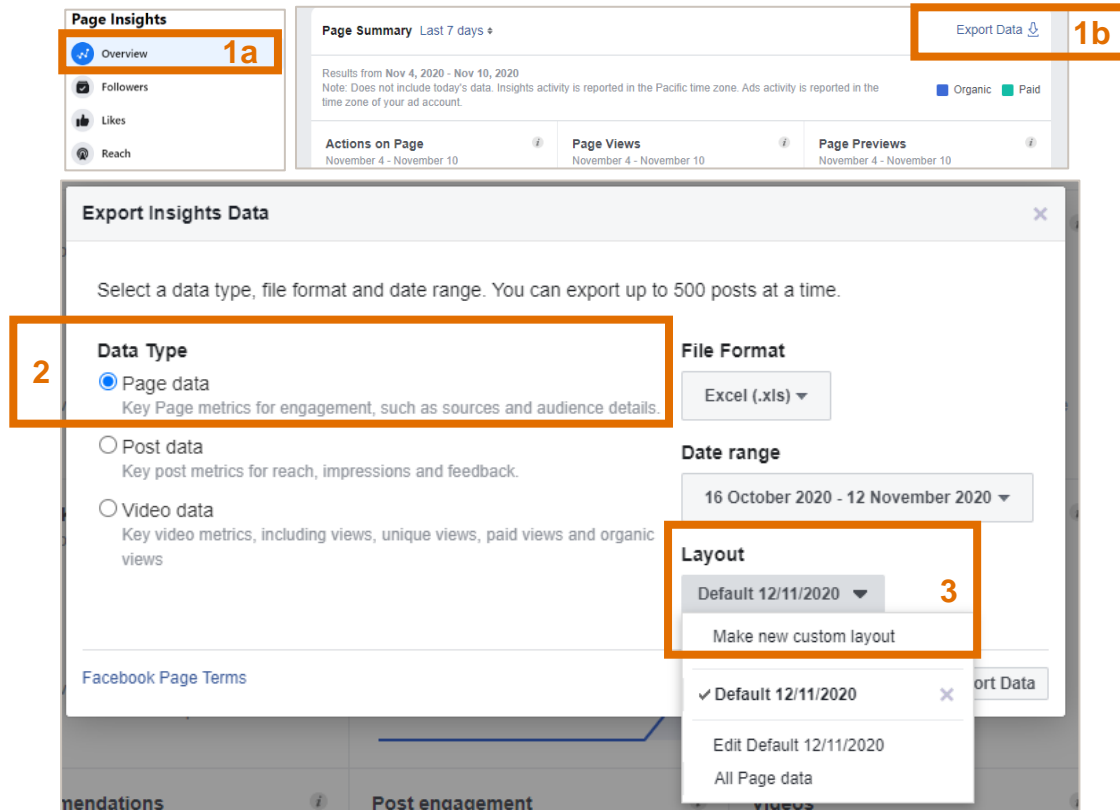 Page Insights
Overview
1a
Followers
Likes
Reach
Page Summary Last 7 days
Export Data
1b
Results from Nov 4, 2020 - Nov 10, 2020
Note: Does not include today's data. Insights activity is reported in the Pacific time zone. Ads activity is reported in the
time zone of your ad account.
Organic Paid
Actions on Page
November 4 - November 10
Page Views
November 4 - November 10
Page Previews
November 4 - November 10
Export Insights Data
Select a data type, file format and date range. You can export up to 500 posts at a time.
2
Data Type
Page data
Key Page metrics for engagement, such as sources and audience details.
Post data
Key post metrics for reach, impressions and feedback.
Video data
Key video metrics, including views, unique views, paid views and organic
views
File Format
Excel (.xls)
Date range
16 October 2020 - 12 November 2020
Layout
Default 12/11/2020
3
Make new custom layout
Default 12/11/2020
Edit Default 12/11/2020
All Page data
Facebook Page Terms
ort Data
mendations
Post engagement
Videos